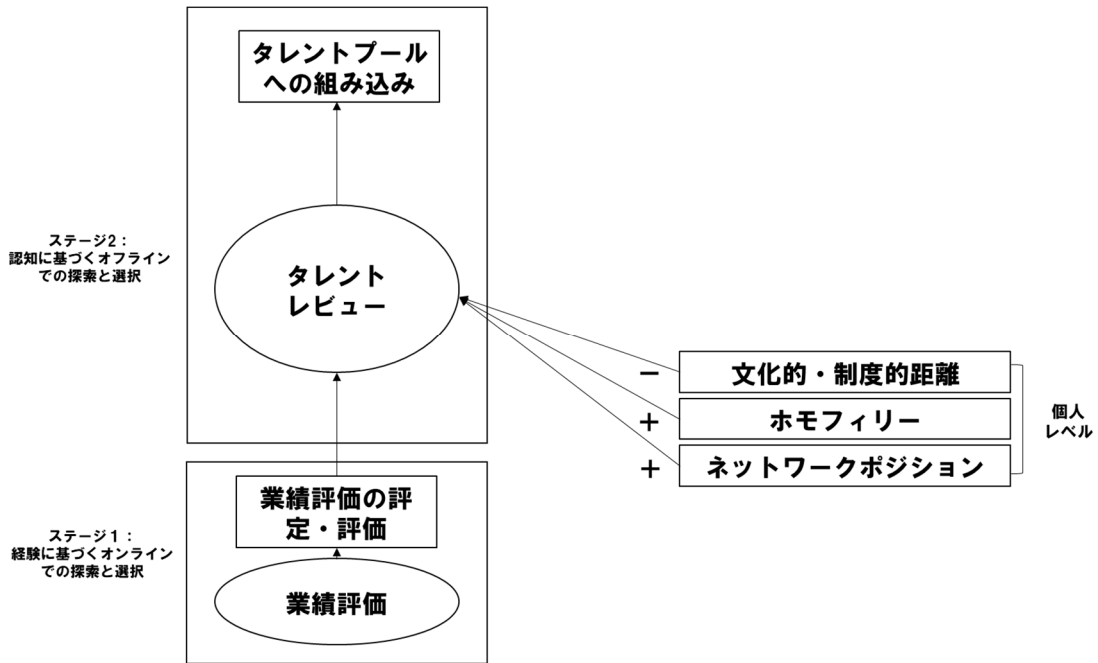 タレントプール
への組み込み
ステージ2：
認知に基づくオフライン
での探索と選択
タレント
レビュー
－
文化的・制度的距離
＋
ホモフィリー
＋
ネットワークポジション
個人
レベル
業績評価の評
定・評価
ステージ1：
経験に基づくオンライン
での探索と選択
業績評価